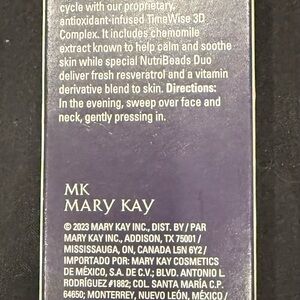 cycle with our proprietary,
antioxidant-infused TimeWise 3D
Complex. It includes chamomile
extract known to help calm and soothe
skin while special NutriBeads Duo
deliver fresh resveratrol and a vitamin
derivative blend to skin. Directions:
In the evening, sweep over face and
neck, gently pressing in.
MK
MARY KAY
© 2023 MARY KAY INC., DIST. BY / PAR
MARY KAY INC., ADDISON, TX 75001 /
MISSISSAUGA, ON, CANADA L5N 6Y2 /
IMPORTADO POR: MARY KAY COSMETICS
DE MÉXICO, S.A. DE C.V.; BLVD. ANTONIO L.
RODRÍGUEZ #1882; COL. SANTA MARÍA C.P.
64650; MONTERREY, NUEVO LEÓN, MÉXICO /